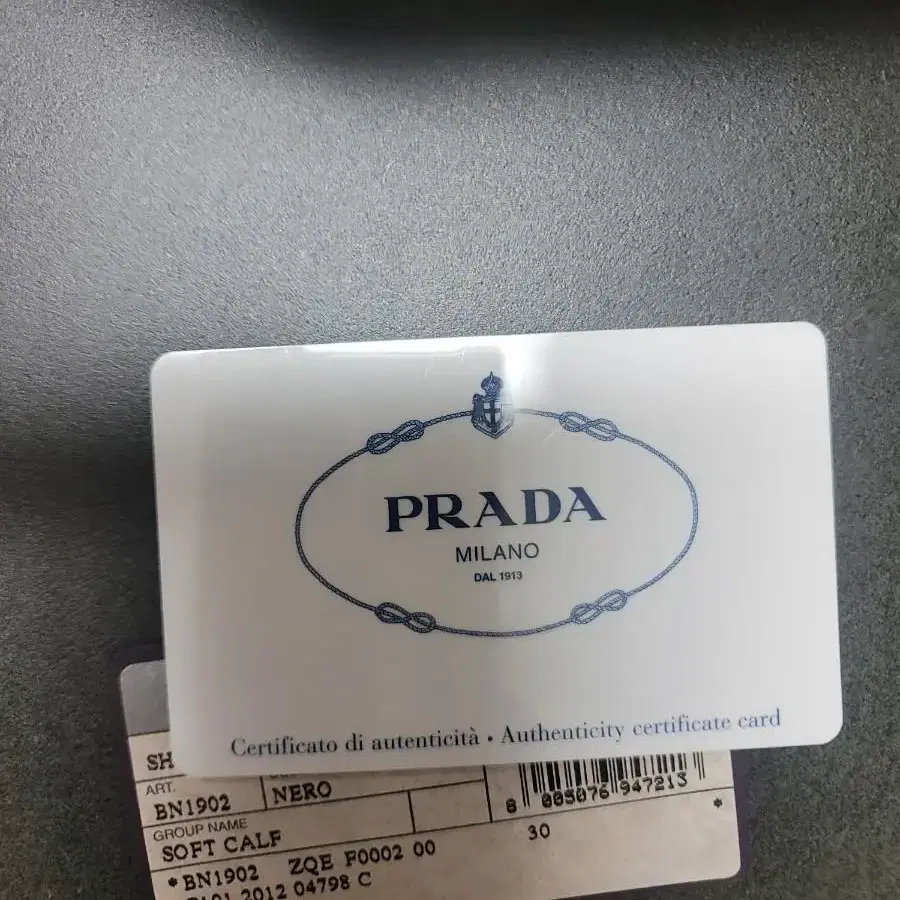 PRADA
MILANO
DAL 1913
Certificato di autenticità • Authenticity certificate card
SH
ART.
BN1902
NERO
8 005076 947213
GROUP NAME
SOFT CALF
30
*
*BN1902 ZQE F0002 00
2012 04798 C